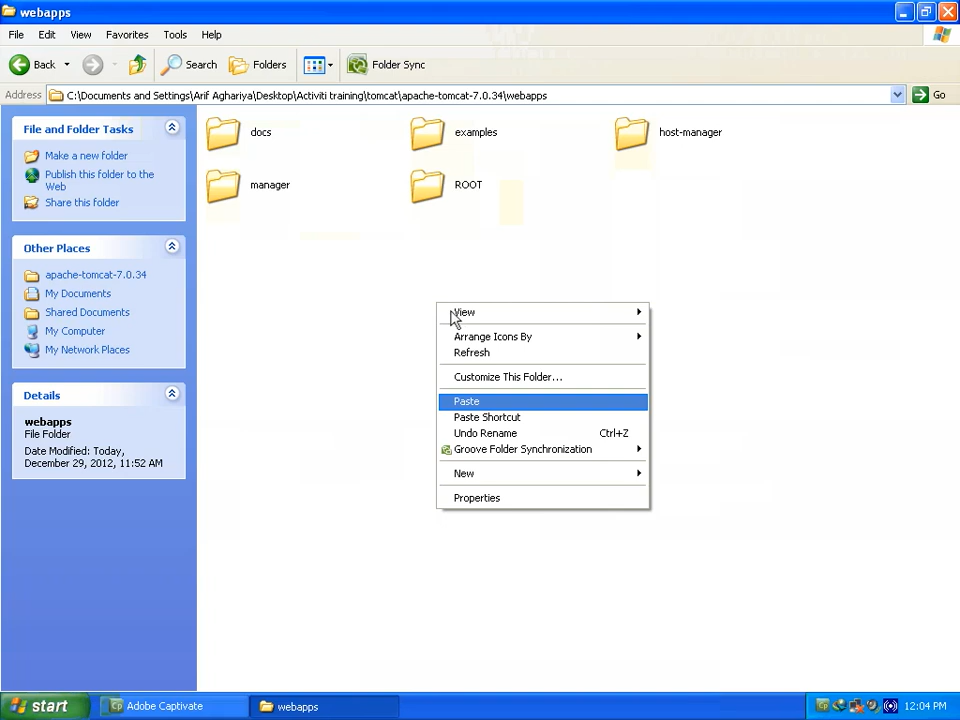 webapps
File Edit View Favorites Tools Help
Back Search Folders Folder Sync
Address C:\Documents and Settings\Arif Aghariya\Desktop\Activiti training\tomcat\apache-tomcat-7.0.34\webapps Go
File and Folder Tasks
Make a new folder
Publish this folder to the
Web
Share this folder
Other Places
apache-tomcat-7.0.34
My Documents
Shared Documents
My Computer
My Network Places
Details
webapps
File Folder
Date Modified: Today,
December 29, 2012, 11:52 AM
docs examples host-manager
manager ROOT
View
Arrange Icons By
Refresh
Customize This Folder...
Paste
Paste Shortcut
Undo Rename Ctrl+Z
Groove Folder Synchronization
New
Properties
start Cp Adobe Captivate webapps Cp 12:04 PM